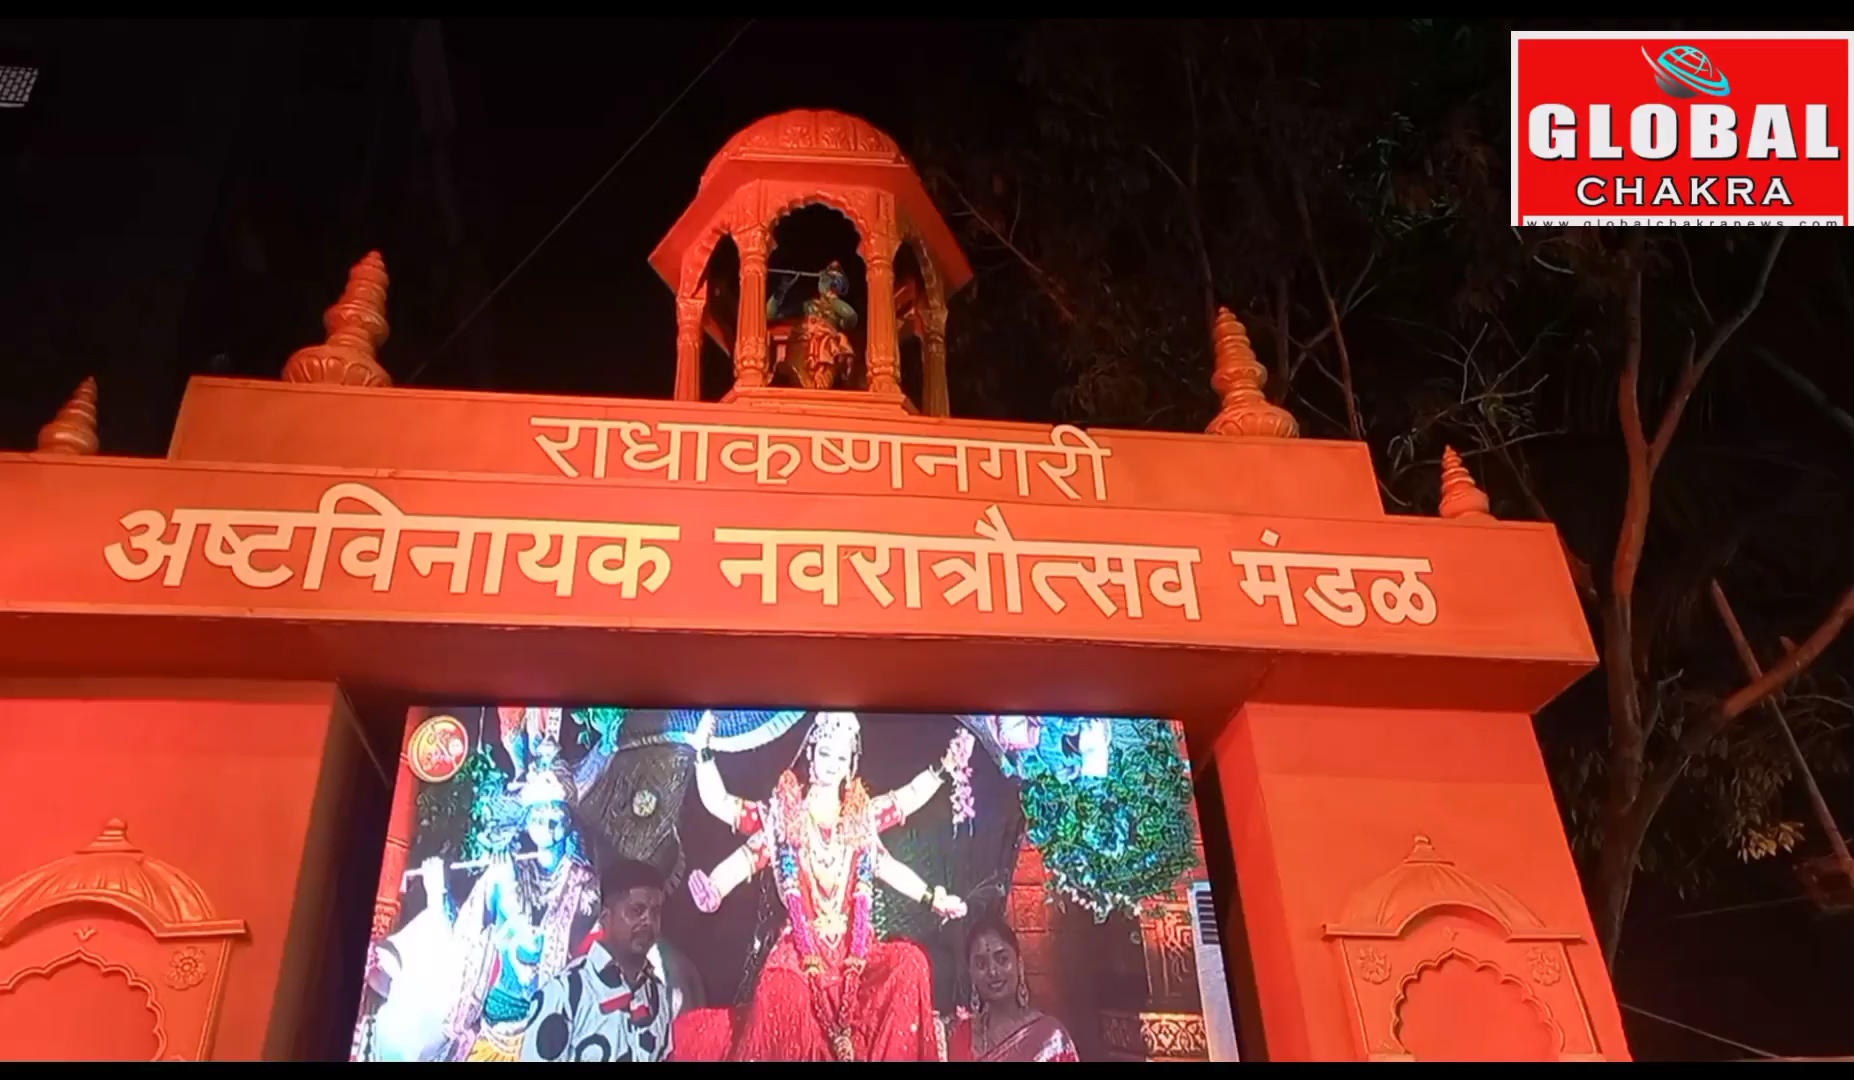 GLOBAL
CHAKRA
www.globalchakranews.com
राधाकृष्णनगरी
अष्टविनायक नवरात्रौत्सव मंडळ